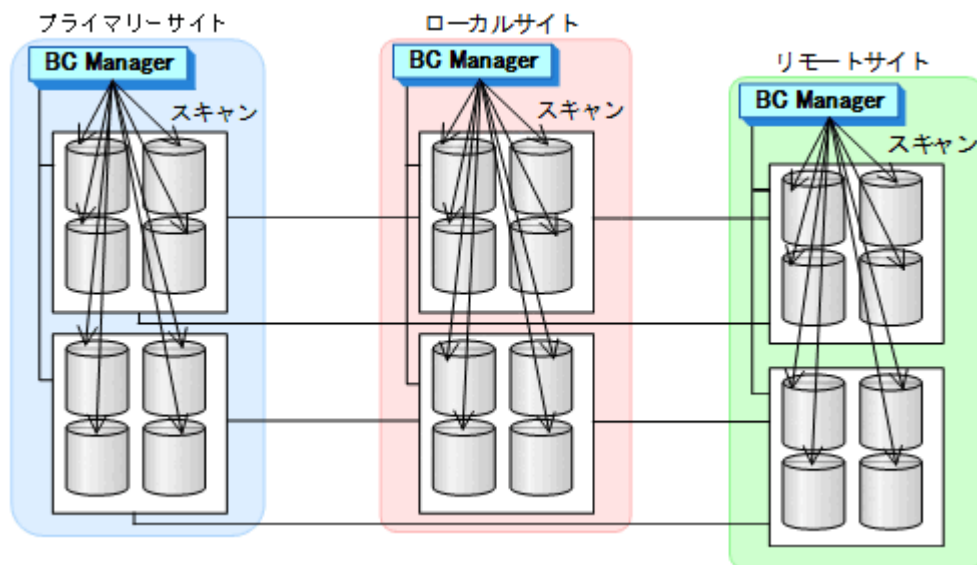 プライマリーサイト
BC Manager
スキャン
ローカルサイト
BC Manager
スキャン
リモートサイト
BC Manager
スキャン